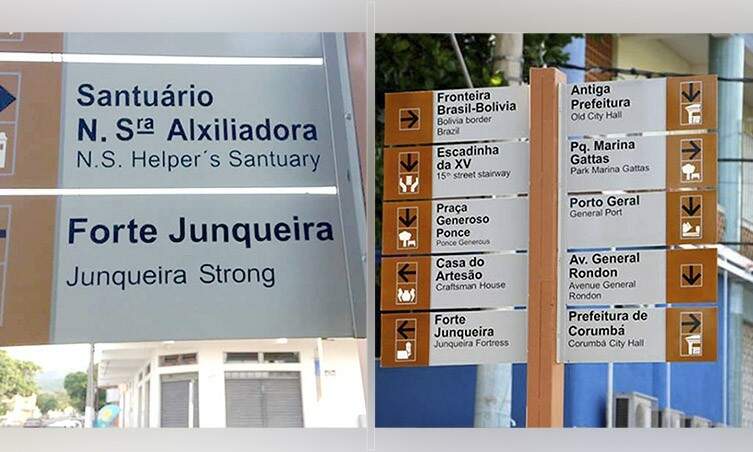 Santuário
N. Sra Alxiliadora
N.S. Helper´s Santuary
Forte Junqueira
Junqueira Strong
Fronteira
Brasil-Bolivia
Bolivia border
Brazil
Escadinha
da XV
15th street stairway
Praça
Generoso
Ponce
Ponce Generous
Casa do
Artesão
Craftsman House
Forte
Junqueira
Junqueira Fortress
Antiga
Prefeitura
Old City Hall
Pq. Marina
Gattas
Park Marina Gattas
Porto Geral
General Port
Av. General
Rondon
Avenue General
Rondon
Prefeitura de
Corumbá
Corumbá City Hall